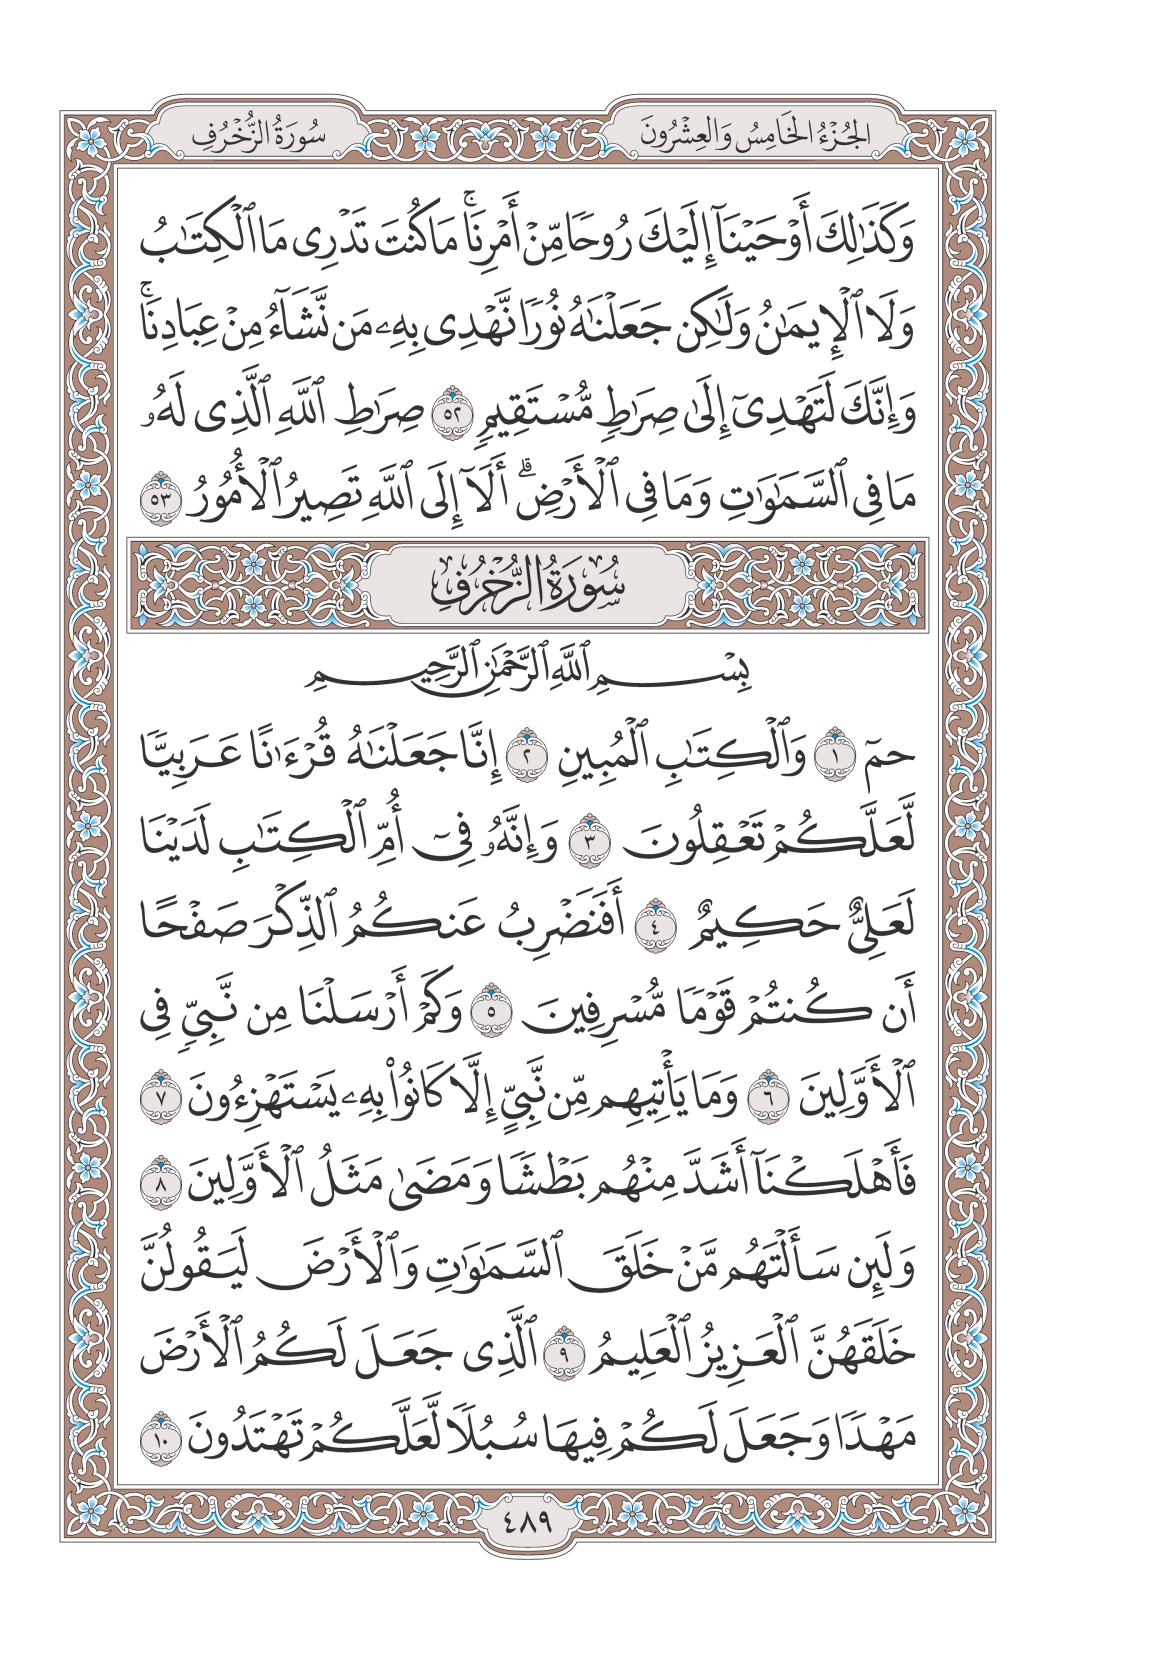 الجُزْءُ الخَامِسُ وَالعِشْرُونَ
سُورَةُ الزُّخْرُفِ
وَكَذَٰلِكَ أَوۡحَيۡنَآ إِلَيۡكَ رُوحٗا مِّنۡ أَمۡرِنَاۚ مَا كُنتَ تَدۡرِي مَا ٱلۡكِتَٰبُ
وَلَا ٱلۡإِيمَٰنُ وَلَٰكِن جَعَلۡنَٰهُ نُورٗا نَّهۡدِي بِهِۦ مَن نَّشَآءُ مِنۡ عِبَادِنَاۚ
وَإِنَّكَ لَتَهۡدِيٓ إِلَىٰ صِرَٰطٖ مُّسۡتَقِيمٖ ٥٢ صِرَٰطِ ٱللَّهِ ٱلَّذِي لَهُۥ
مَا فِي ٱلسَّمَٰوَٰتِ وَمَا فِي ٱلۡأَرۡضِۗ أَلَآ إِلَى ٱللَّهِ تَصِيرُ ٱلۡأُمُورُ ٥٣
سُورَةُ الزُّخْرُفِ
بِسۡمِ ٱللَّهِ ٱلرَّحۡمَٰنِ ٱلرَّحِيمِ
حمٓ ١ وَٱلۡكِتَٰبِ ٱلۡمُبِينِ ٢ إِنَّا جَعَلۡنَٰهُ قُرۡءَٰنًا عَرَبِيّٗا
لَّعَلَّكُمۡ تَعۡقِلُونَ ٣ وَإِنَّهُۥ فِيٓ أُمِّ ٱلۡكِتَٰبِ لَدَيۡنَا
لَعَلِيٌّ حَكِيمٌ ٤ أَفَنَضۡرِبُ عَنكُمُ ٱلذِّكۡرَ صَفۡحًا
أَن كُنتُمۡ قَوۡمٗا مُّسۡرِفِينَ ٥ وَكَمۡ أَرۡسَلۡنَا مِن نَّبِيّٖ فِي
ٱلۡأَوَّلِينَ ٦ وَمَا يَأۡتِيهِم مِّن نَّبِيٍّ إِلَّا كَانُواْ بِهِۦ يَسۡتَهۡزِءُونَ ٧
فَأَهۡلَكۡنَآ أَشَدَّ مِنۡهُم بَطۡشٗا وَمَضَىٰ مَثَلُ ٱلۡأَوَّلِينَ ٨
وَلَئِن سَأَلۡتَهُم مَّنۡ خَلَقَ ٱلسَّمَٰوَٰتِ وَٱلۡأَرۡضَ لَيَقُولُنَّ
خَلَقَهُنَّ ٱلۡعَزِيزُ ٱلۡعَلِيمُ ٩ ٱلَّذِي جَعَلَ لَكُمُ ٱلۡأَرۡضَ
مَهۡدٗا وَجَعَلَ لَكُمۡ فِيهَا سُبُلٗا لَّعَلَّكُمۡ تَهۡتَدُونَ ١٠
٤٨٩